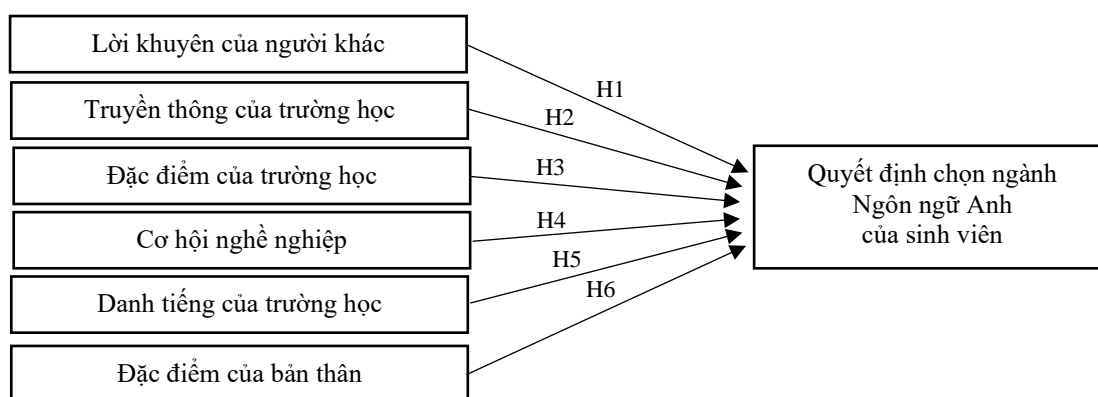 Lời khuyên của người khác
Truyền thông của trường học
Đặc điểm của trường học
Cơ hội nghề nghiệp
Danh tiếng của trường học
Đặc điểm của bản thân
H1
H2
H3
H4
H5
H6
Quyết định chọn ngành
Ngôn ngữ Anh
của sinh viên